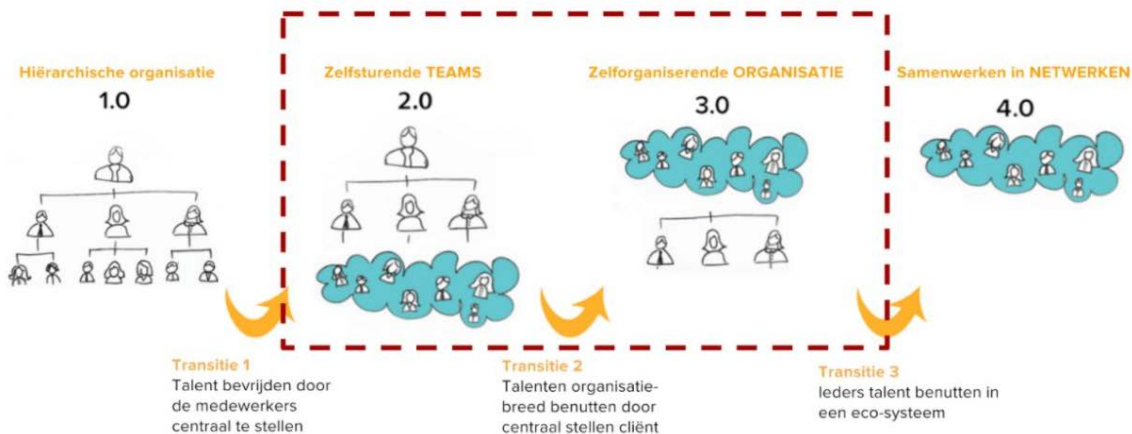 Hiërarchische organisatie
1.0
Zelfsturende TEAMS
2.0
Zelforganiserende ORGANISATIE
3.0
Samenwerken in NETWERKEN
4.0
Transitie 1
Talent bevrijden door
de medewerkers
centraal te stellen
Transitie 2
Talenten organisatie-
breed benutten door
centraal stellen cliënt
Transitie 3
Ieders talent benutten in
een eco-systeem